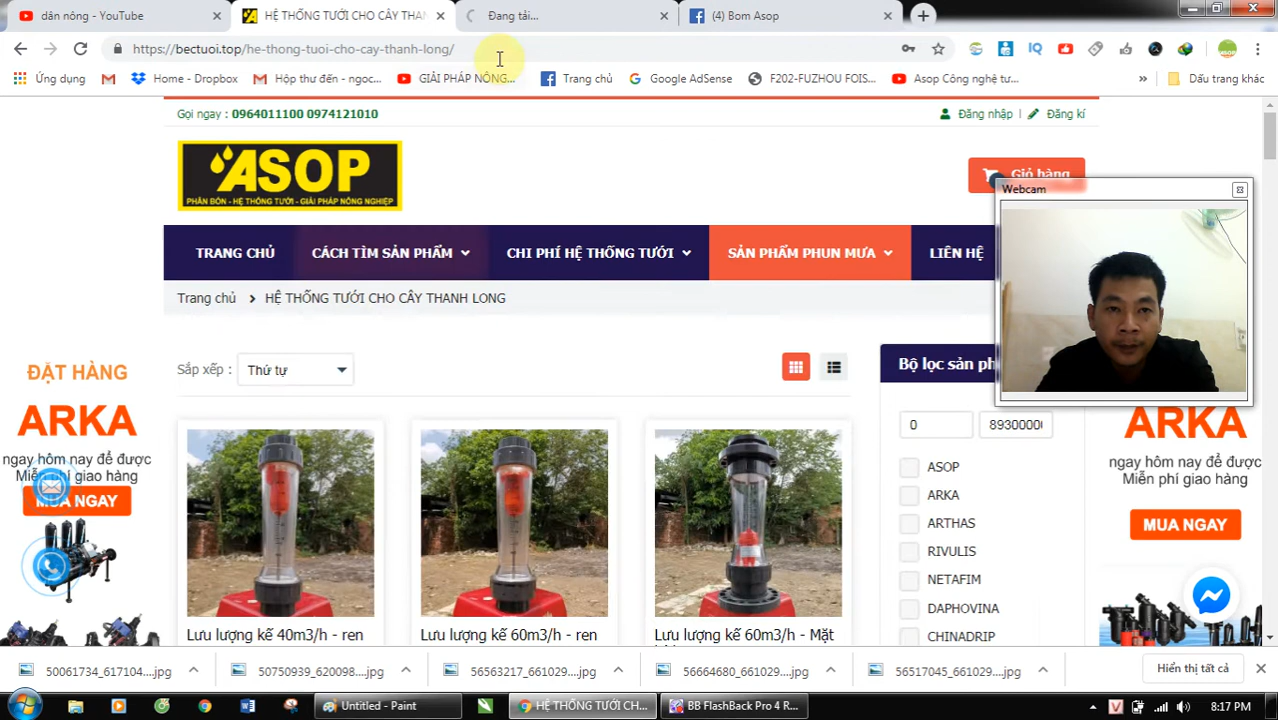 dân nông - YouTube
HỆ THỐNG TƯỚI CHO CÂY THAN
Đang tải...
(4) Bom Asop
https://bectuoi.top/he-thong-tuoi-cho-cay-thanh-long/
Ứng dụng
Home - Dropbox
Hộp thư đến - ngoc...
GIẢI PHÁP NÔNG...
Trang chủ
Google AdSense
F202-FUZHOU FOIS...
Asop Công nghệ tư...
»
Dấu trang khác
Gọi ngay : 0964011100 0974121010
Đăng nhập |
Đăng kí
ASOP
PHÂN BÓN - HỆ THỐNG TƯỚI - GIẢI PHÁP NÔNG NGHIỆP
Giỏ hàng
Webcam
TRANG CHỦ
CÁCH TÌM SẢN PHẨM
CHI PHÍ HỆ THỐNG TƯỚI
SẢN PHẨM PHUN MƯA
LIÊN HỆ
Trang chủ
HỆ THỐNG TƯỚI CHO CÂY THANH LONG
Sắp xếp :
Thứ tự
Bộ lọc sản
0
8930000
ASOP
ARKA
ARTHAS
RIVULIS
NETAFIM
DAPHOVINA
CHINADRIP
ĐẶT HÀNG
ARKA
ngay hôm nay để được
Miễn phí giao hàng
MUA NGAY
ARKA
ngay hôm nay để được
Miễn phí giao hàng
MUA NGAY
Lưu lượng kế 40m3/h - ren
Lưu lượng kế 60m3/h - ren
Lưu lượng kế 60m3/h - Mặt
50061734_617104....jpg
50750939_620098....jpg
56563217_661029....jpg
56664680_661029....jpg
56517045_661029....jpg
Hiển thị tất cả
Untitled - Paint
HỆ THỐNG TƯỚI CH...
BB FlashBack Pro 4 R...
8:17 PM